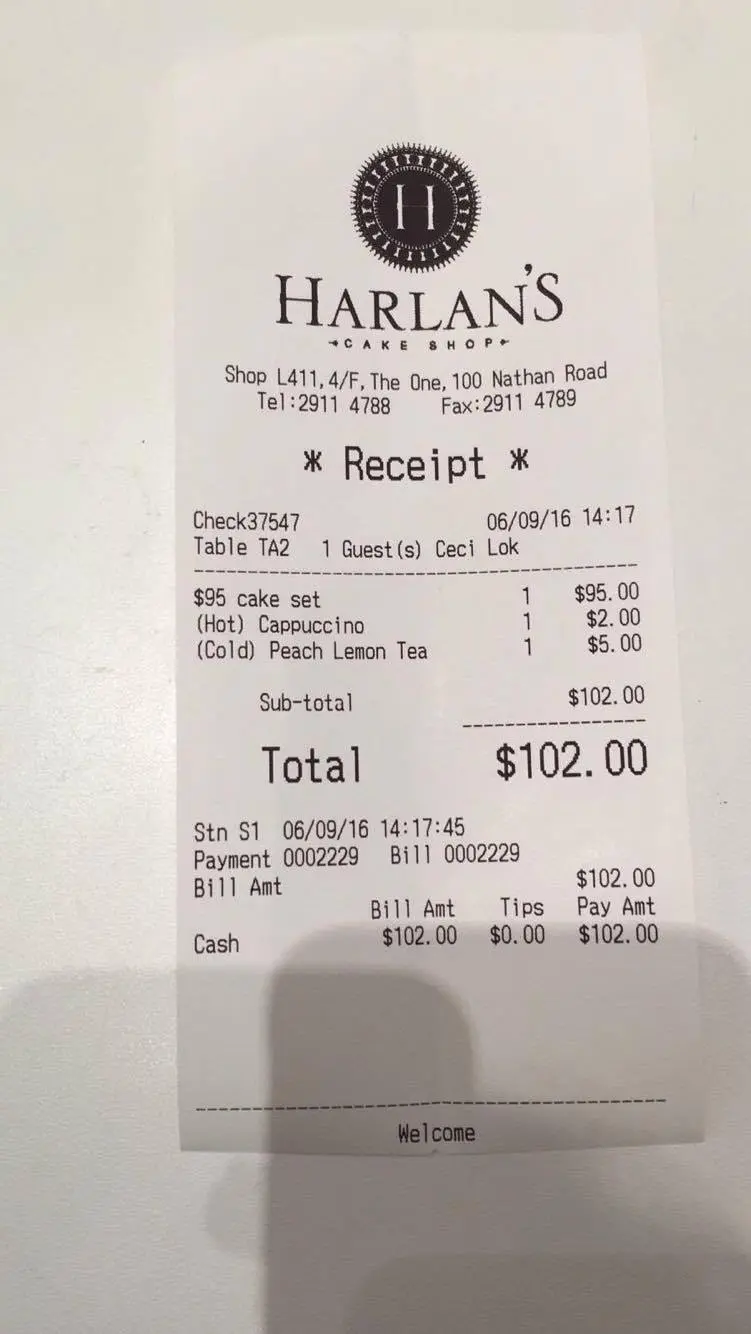 H
HARLAN'S
CAKE SHOP
Shop L411,4/F, The One, 100 Nathan Road
Tel:2911 4788 Fax:2911 4789
* Receipt *
Check37547 06/09/16 14:17
Table TA2 1 Guest(s) Ceci Lok
$95 cake set 1 $95.00
(Hot) Cappuccino 1 $2.00
(Cold) Peach Lemon Tea 1 $5.00
Sub-total $102.00
Total $102.00
Stn S1 06/09/16 14:17:45
Payment 0002229 Bill 0002229
Bill Amt $102.00
Bill Amt Tips Pay Amt
Cash $102.00 $0.00 $102.00
Welcome